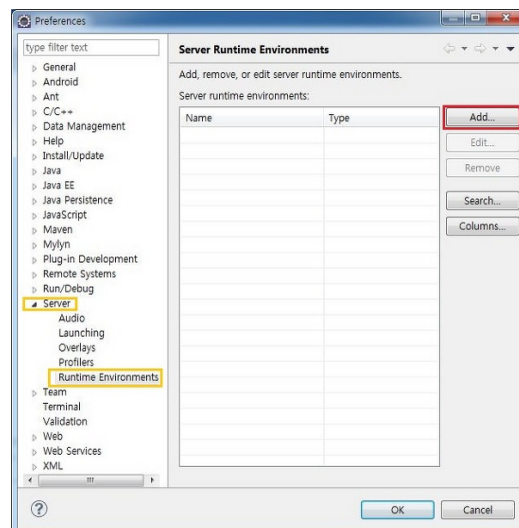 Preferences
type filter text
General
Android
Ant
C/C++
Data Management
Help
Install/Update
Java
Java EE
Java Persistence
JavaScript
Maven
Mylyn
Plug-in Development
Remote Systems
Run/Debug
Server
Audio
Launching
Overlays
Profilers
Runtime Environments
Team
Terminal
Validation
Web
Web Services
XML
Server Runtime Environments
Add, remove, or edit server runtime environments.
Server runtime environments:
Name Type
Add...
Edit...
Remove
Search...
Columns...
OK Cancel